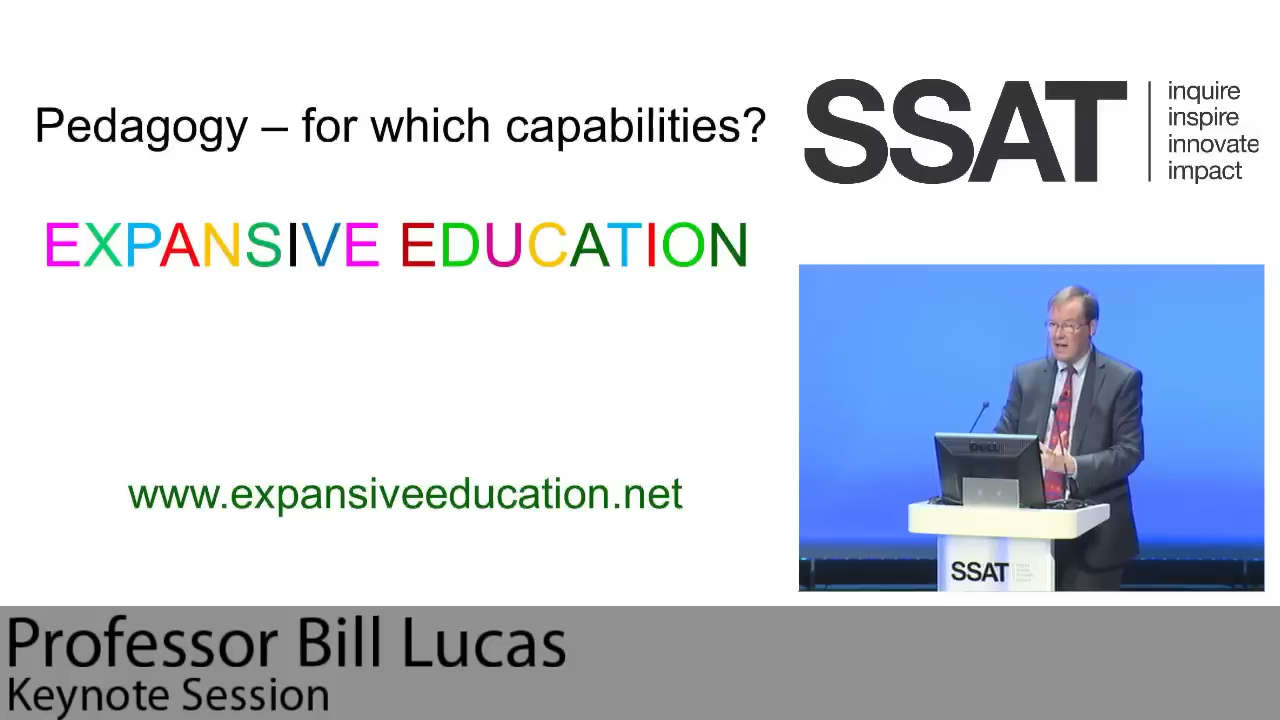 Pedagogy – for which capabilities?
EXPANSIVE EDUCATION
www.expansiveeducation.net
SSAT
inquire
inspire
innovate
impact
DELL
SSAT
Professor Bill Lucas
Keynote Session